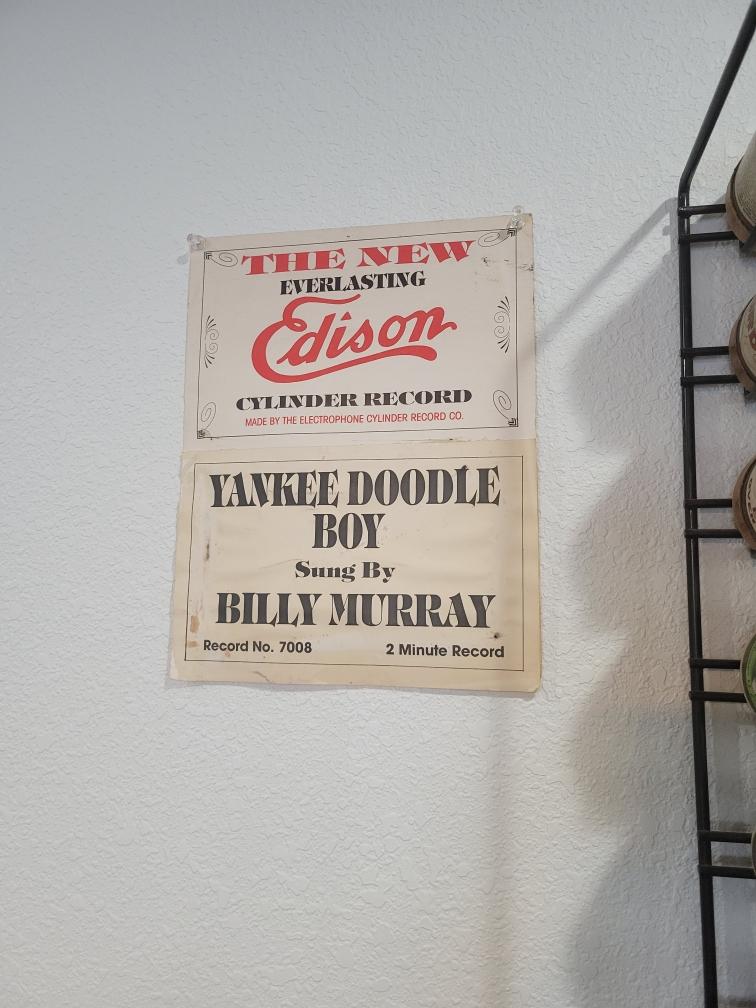 THE NEW
EVERLASTING
Edison
CYLINDER RECORD
MADE BY THE ELECTROPHONE CYLINDER RECORD CO.
YANKEE DOODLE
BOY
Sung By
BILLY MURRAY
Record No. 7008 2 Minute Record